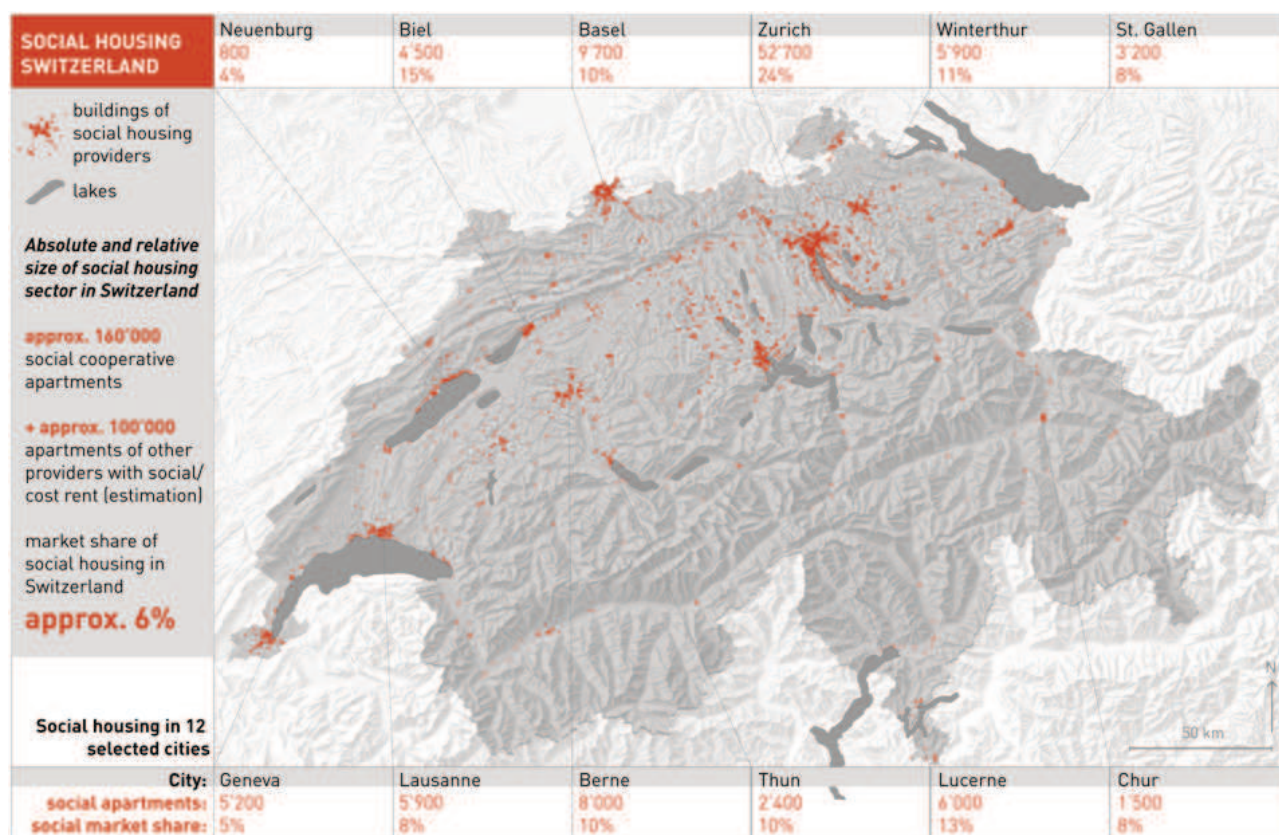 SOCIAL HOUSING
SWITZERLAND
Neuenburg
800
4%
Biel
4'500
15%
Basel
9'700
10%
Zurich
52'700
24%
Winterthur
5'900
11%
St. Gallen
3'200
8%
buildings of
social housing
providers
lakes
Absolute and relative
size of social housing
sector in Switzerland
approx. 160'000
social cooperative
apartments
+ approx. 100'000
apartments of other
providers with social/
cost rent (estimation)
market share of
social housing in
Switzerland
approx. 6%
N
50 km
Social housing in 12
selected cities
City:
social apartments:
social market share:
Geneva
5'200
5%
Lausanne
5'900
8%
Berne
8'000
10%
Thun
2'400
10%
Lucerne
6'000
13%
Chur
1'500
8%